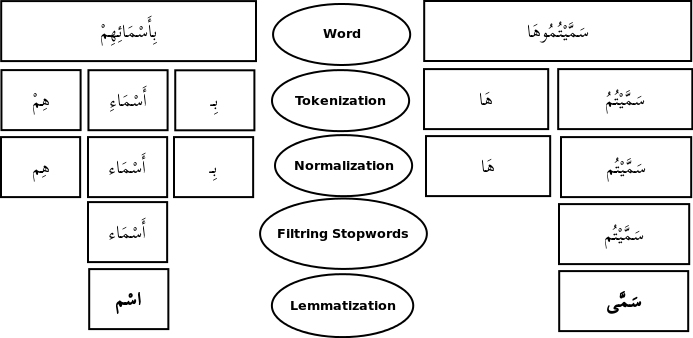 بِأَسْمَائِهِمْ Word سَمَّيْتُمُوهَا
هِمْ أَسْمَاءِ بِـ Tokenization هَا سَمَّيْتُمُ
هِم أَسْمَاء بِـ Normalization هَا سَمَّيْتُم
أَسْمَاء Filtring Stopwords سَمَّيْتُم
اسْم Lemmatization سَمَّى